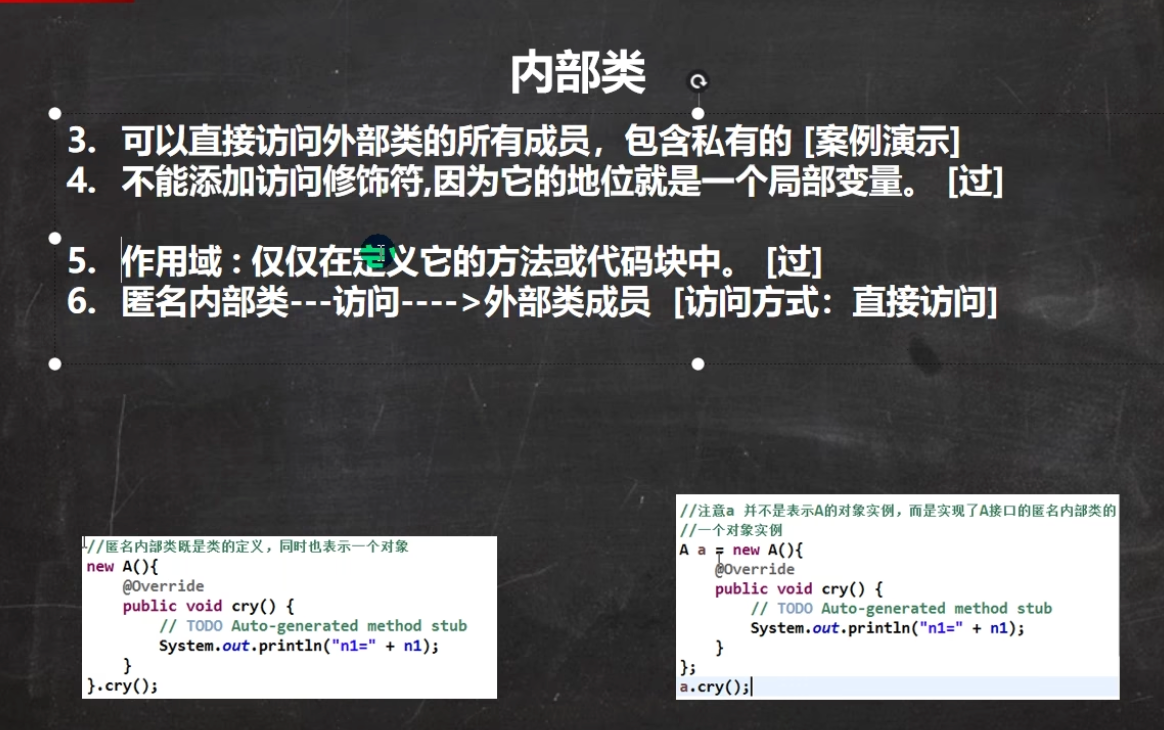 内部类
3. 可以直接访问外部类的所有成员，包含私有的 [案例演示]
4. 不能添加访问修饰符,因为它的地位就是一个局部变量。 [过]
5. 作用域 : 仅仅在定义它的方法或代码块中。 [过]
6. 匿名内部类---访问---->外部类成员 [访问方式：直接访问]
//匿名内部类既是类的定义，同时也表示一个对象
new A(){
@Override
public void cry() {
// TODO Auto-generated method stub
System.out.println("n1=" + n1);
}
}.cry();
//注意a 并不是表示A的对象实例，而是实现了A接口的匿名内部类的
//一个对象实例
A a = new A(){
@Override
public void cry() {
// TODO Auto-generated method stub
System.out.println("n1=" + n1);
}
};
a.cry();